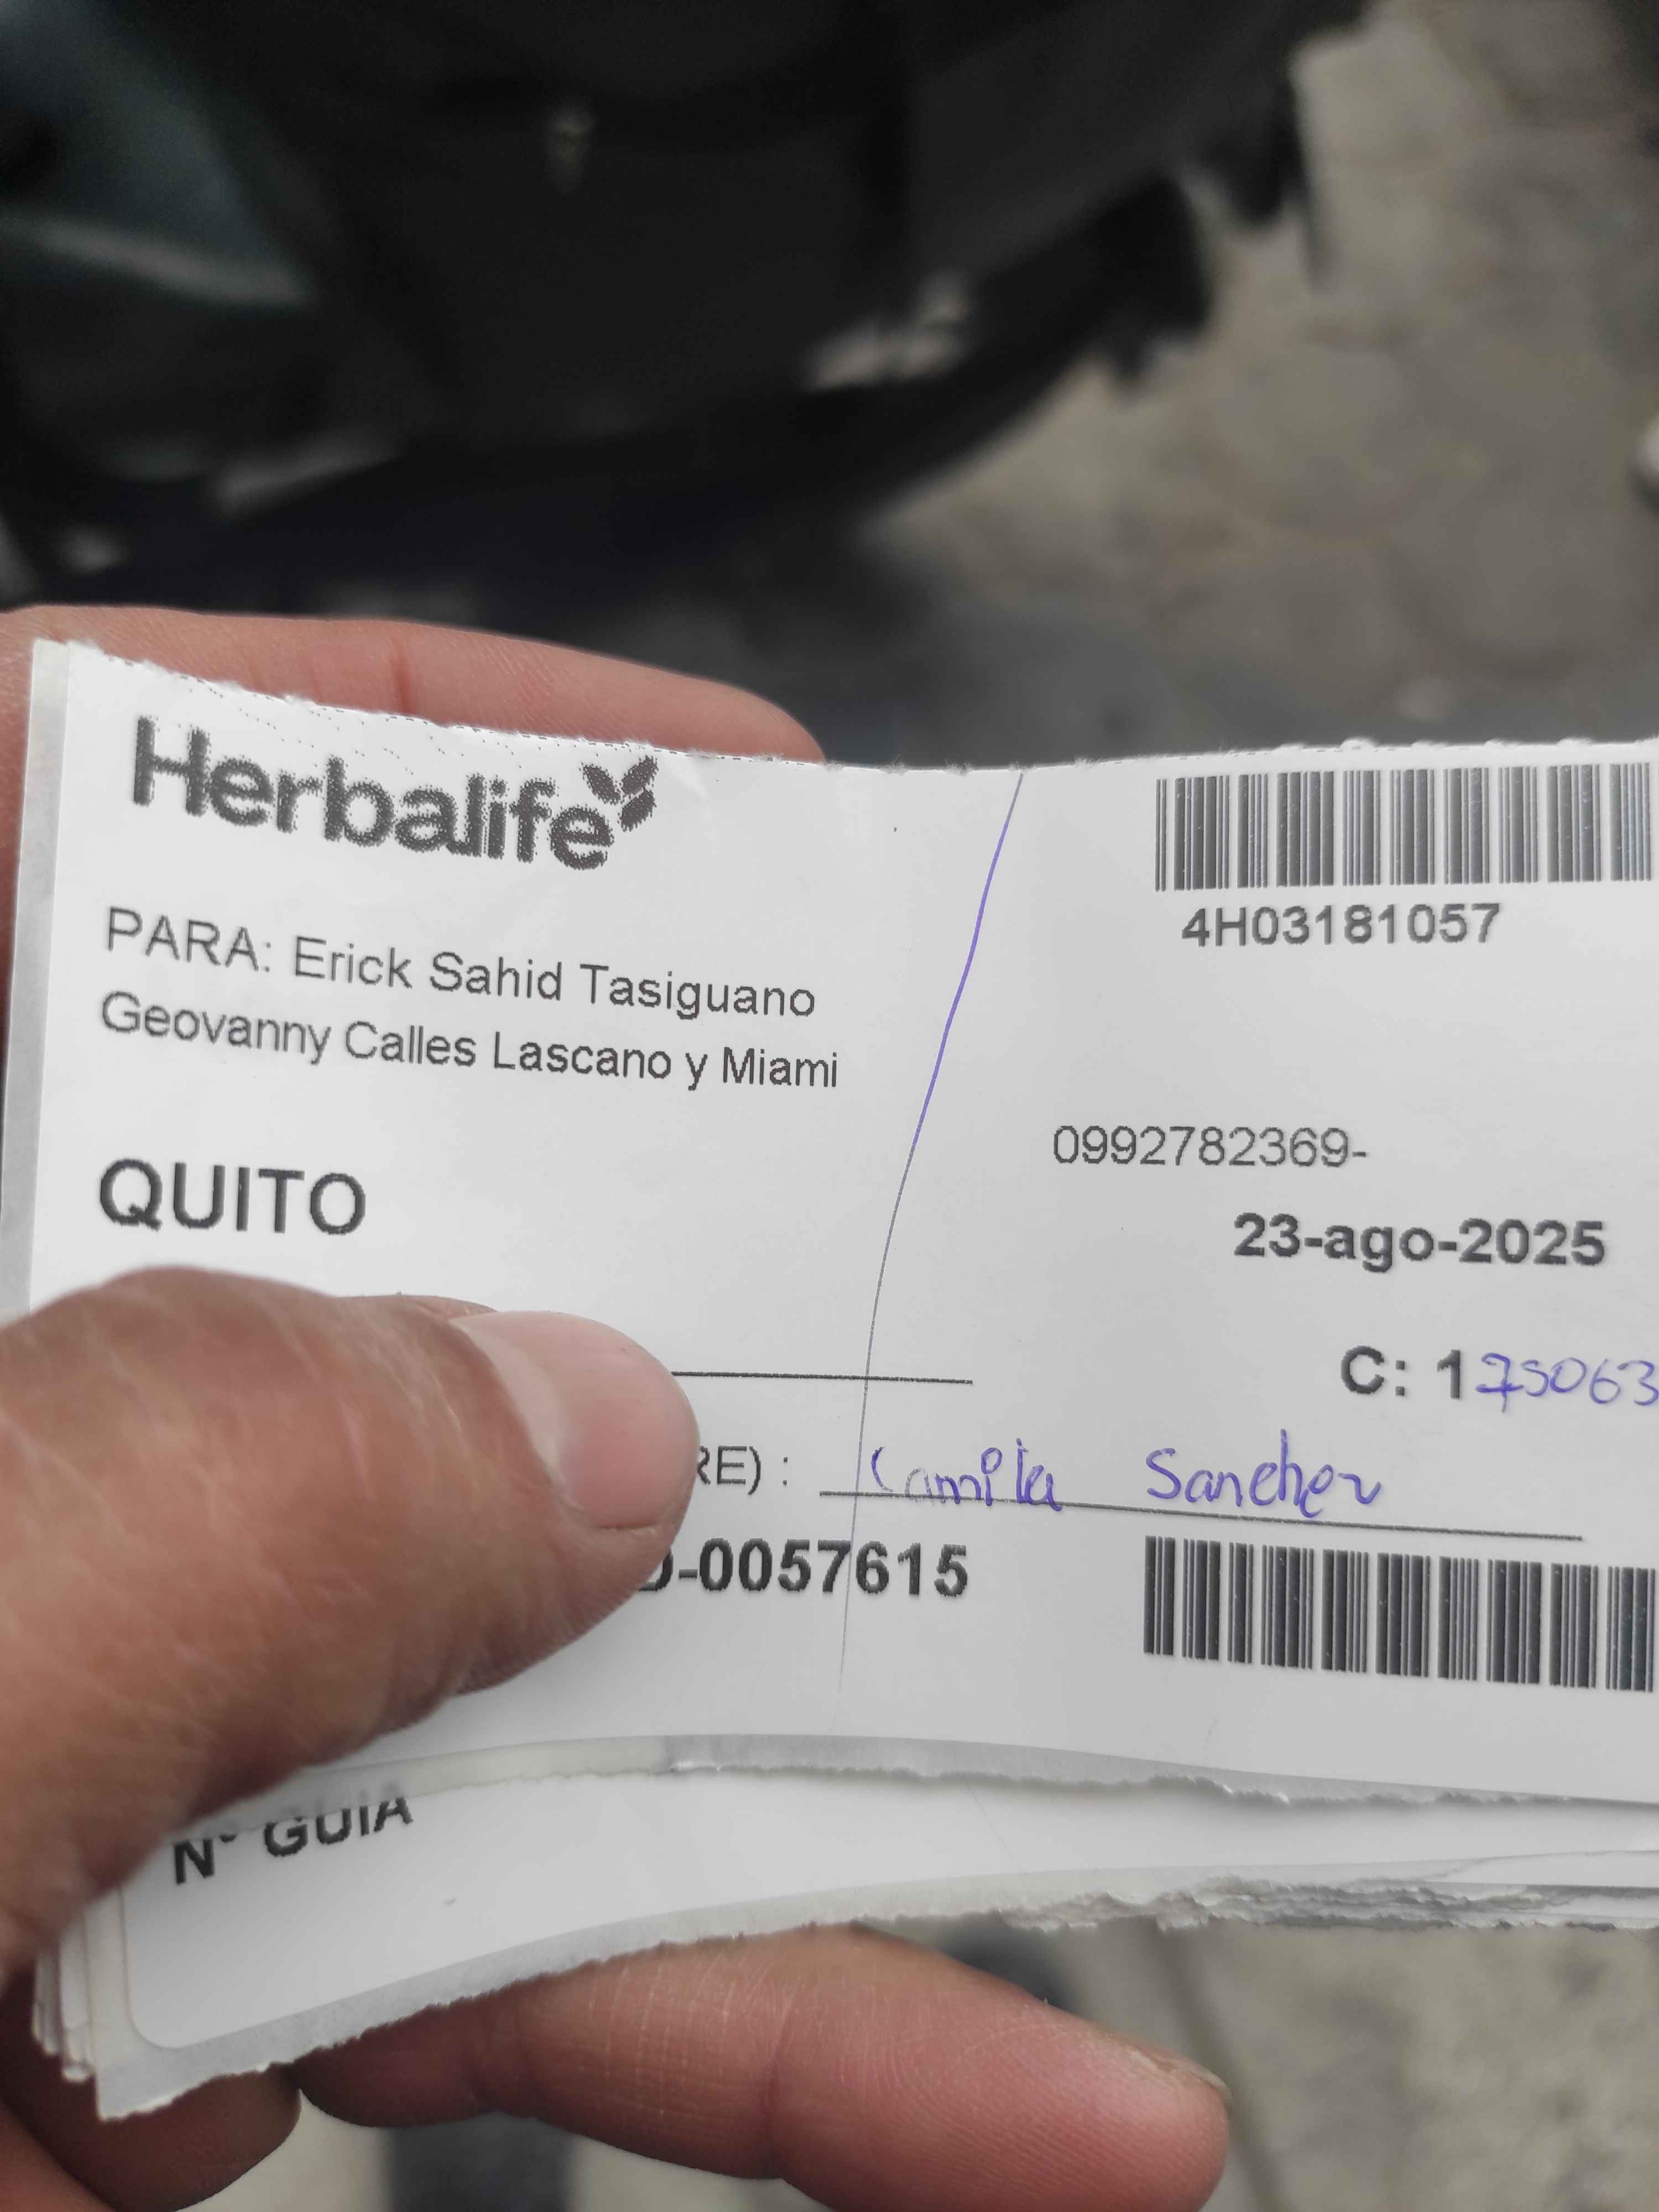 Herbalife
4H03181057
PARA: Erick Sahid Tasiguano
Geovanny Calles Lascano y Miami
0992782369-
QUITO
23-ago-2025
C: 175063
RE) : Camila Sanchez
-0057615
N° GUIA